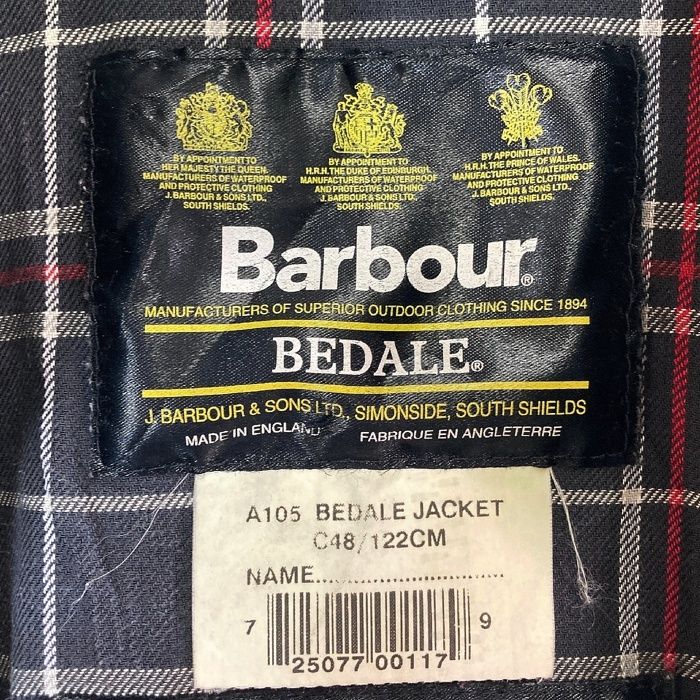 BY APPOINTMENT TO
HER MAJESTY THE QUEEN.
MANUFACTURERS OF WATERPROOF
AND PROTECTIVE CLOTHING
J. BARBOUR & SONS LTD.,
SOUTH SHIELDS.
BY APPOINTMENT TO
H.R.H. THE DUKE OF EDINBURGH.
MANUFACTURERS OF WATERPROOF
AND PROTECTIVE CLOTHING
J. BARBOUR & SONS LTD.,
SOUTH SHIELDS.
BY APPOINTMENT TO
H.R.H. THE PRINCE OF WALES.
MANUFACTURERS OF WATERPROOF
AND PROTECTIVE CLOTHING
J. BARBOUR & SONS LTD.,
SOUTH SHIELDS.
Barbour®
MANUFACTURERS OF SUPERIOR OUTDOOR CLOTHING SINCE 1894
BEDALE®
J. BARBOUR & SONS LTD., SIMONSIDE, SOUTH SHIELDS
MADE IN ENGLAND FABRIQUE EN ANGLETERRE
A105 BEDALE JACKET
C48/122CM
NAME..............................
7 25077 00117 9